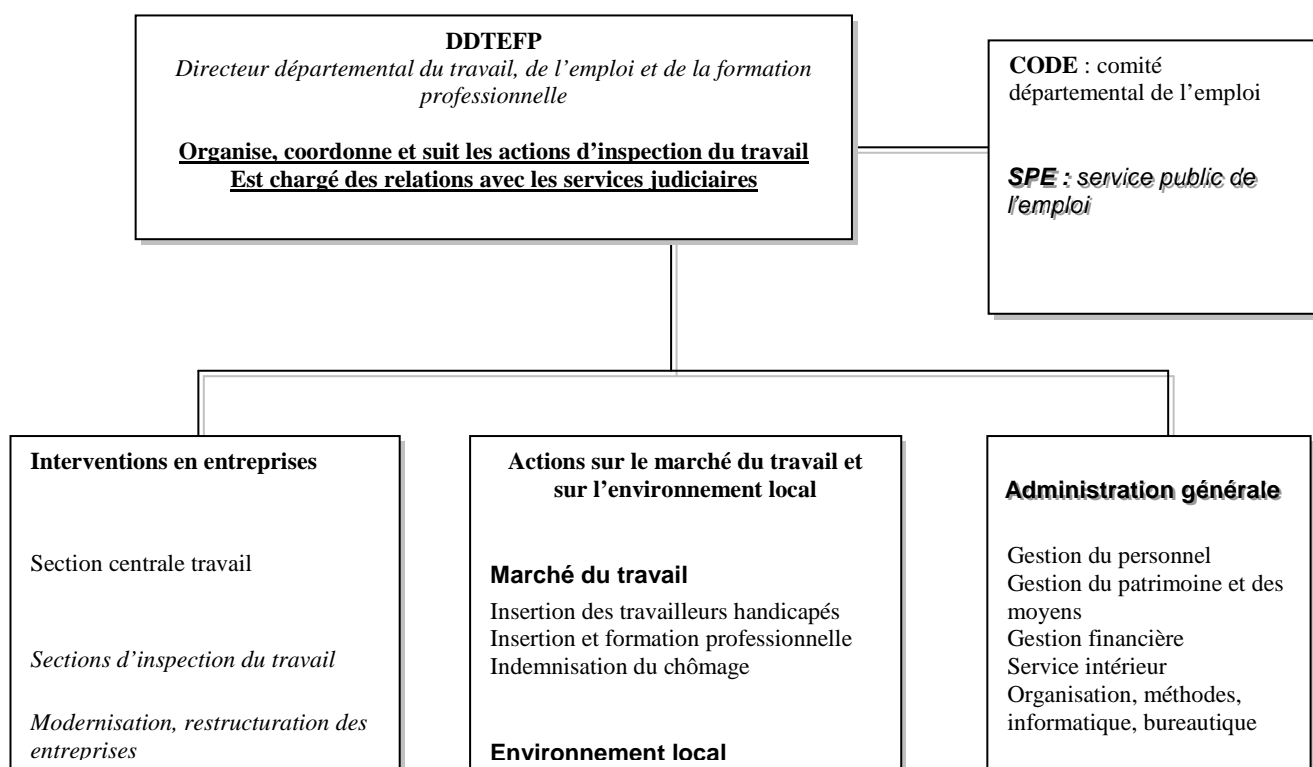 DDTEFP
Directeur départemental du travail, de l’emploi et de la formation
professionnelle
Organise, coordonne et suit les actions d’inspection du travail
Est chargé des relations avec les services judiciaires
CODE : comité
départemental de l’emploi
SPE : service public de
l’emploi
Interventions en entreprises
Section centrale travail
Sections d’inspection du travail
Modernisation, restructuration des
entreprises
Actions sur le marché du travail et
sur l’environnement local
Marché du travail
Insertion des travailleurs handicapés
Insertion et formation professionnelle
Indemnisation du chômage
Environnement local
Administration générale
Gestion du personnel
Gestion du patrimoine et des
moyens
Gestion financière
Service intérieur
Organisation, méthodes,
informatique, bureautique